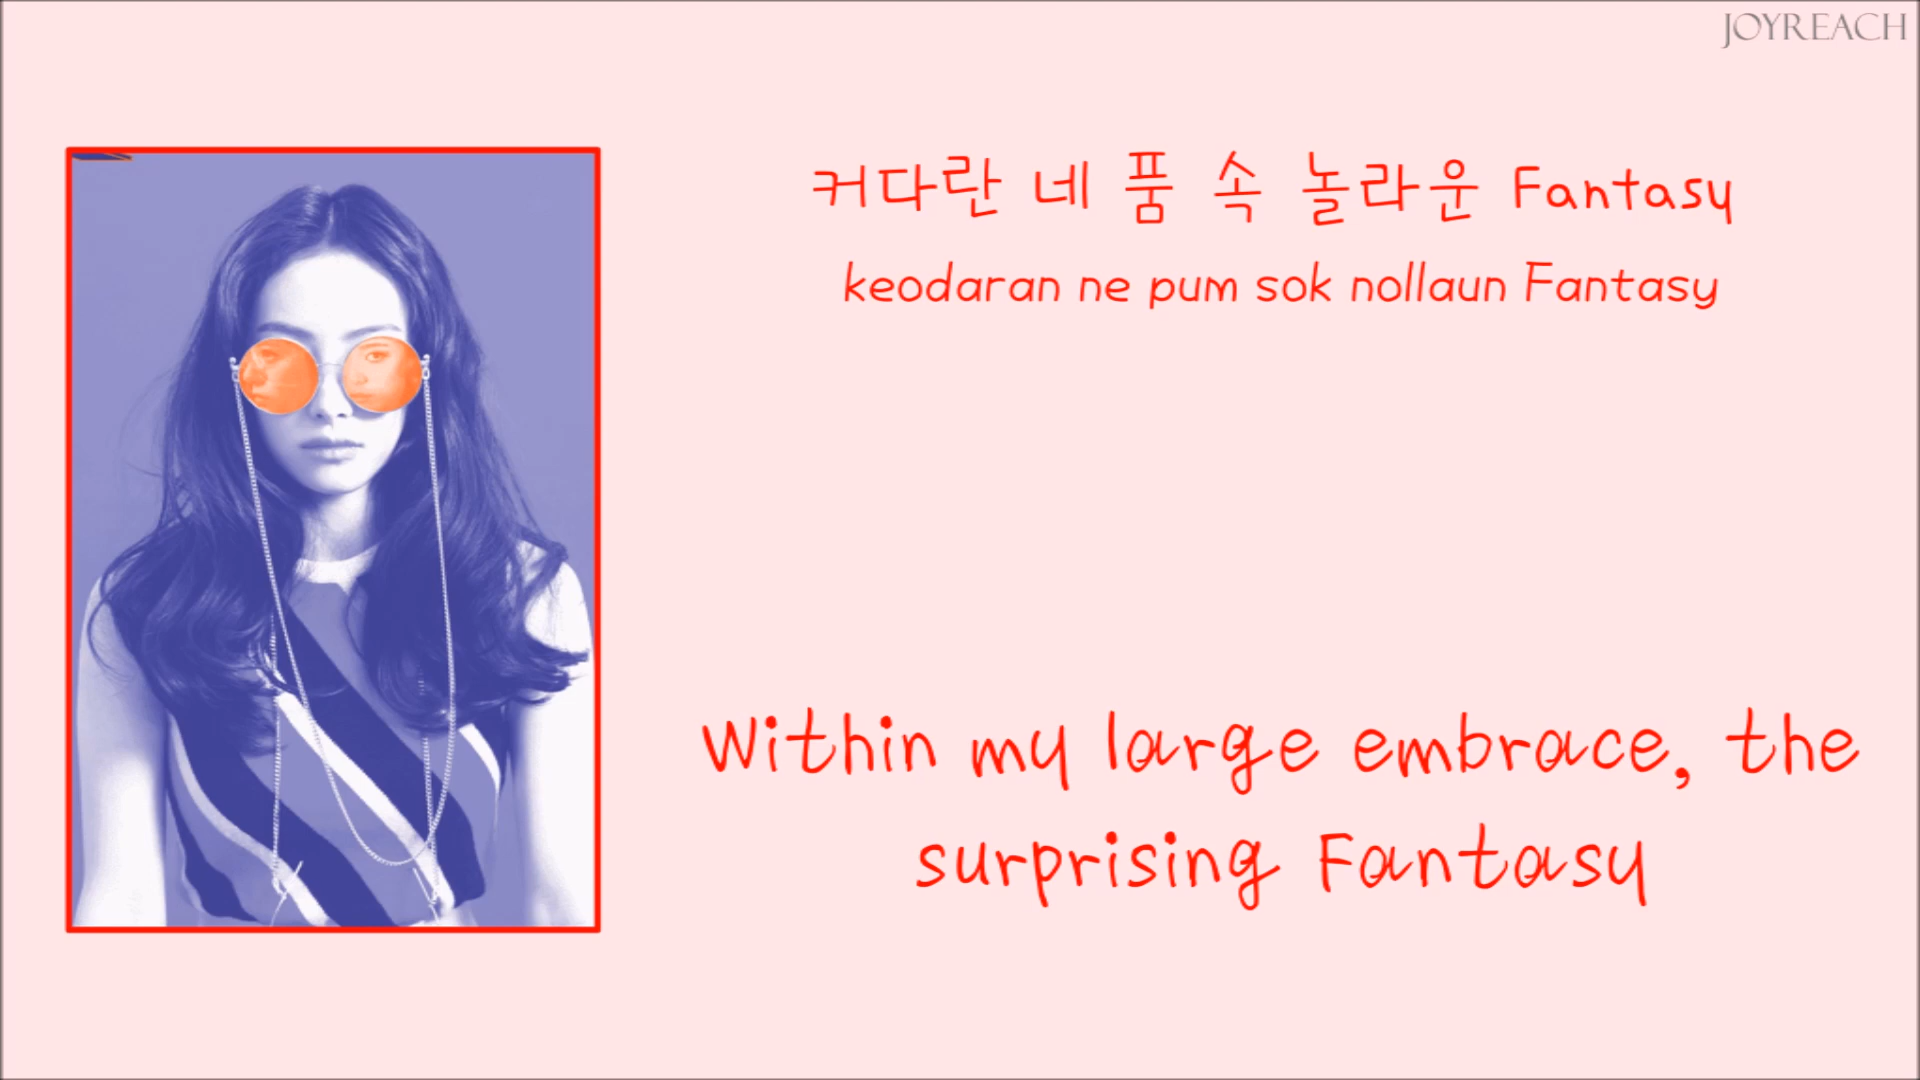 JOYREACH
커다란 네 품 속 놀라운 Fantasy
keodaran ne pum sok nollaun Fantasy
Within my large embrace, the
surprising Fantasy